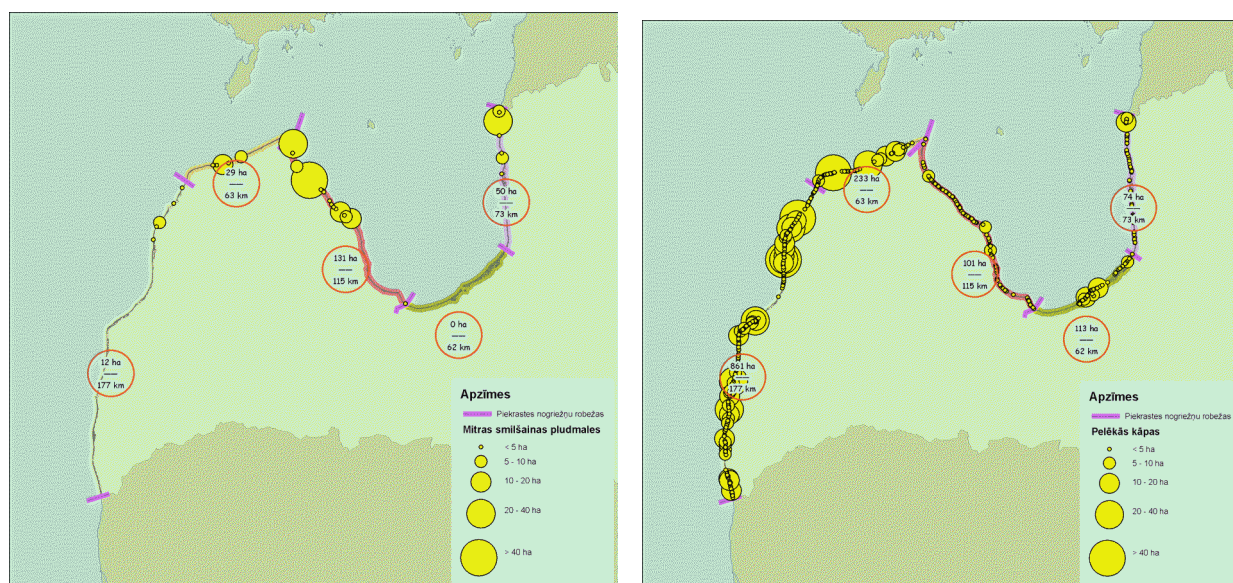 29 ha
63 km
50 ha
73 km
131 ha
115 km
0 ha
62 km
12 ha
177 km
Apzīmes
Piekrastes nogriežņu robežas
Mitras smilšainas pludmales
< 5 ha
5 - 10 ha
10 - 20 ha
20 - 40 ha
> 40 ha
233 ha
63 km
74 ha
73 km
101 ha
115 km
113 ha
62 km
861 ha
177 km
Apzīmes
Piekrastes nogriežņu robežas
Pelēkās kāpas
< 5 ha
5 - 10 ha
10 - 20 ha
20 - 40 ha
> 40 ha